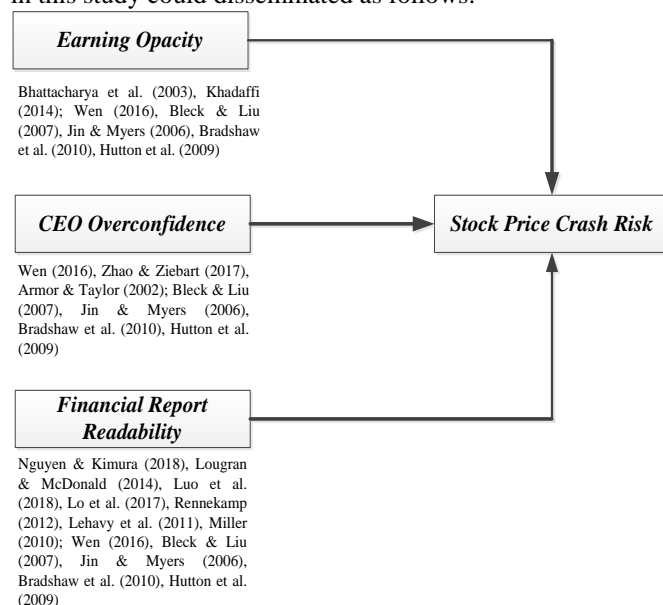 in this study could disseminated as follows:
Earning Opacity
Bhattacharya et al. (2003), Khadaffi
(2014); Wen (2016), Bleck & Liu
(2007), Jin & Myers (2006), Bradshaw
et al. (2010), Hutton et al. (2009)
CEO Overconfidence
Stock Price Crash Risk
Wen (2016), Zhao & Ziebart (2017),
Armor & Taylor (2002); Bleck & Liu
(2007), Jin & Myers (2006),
Bradshaw et al. (2010), Hutton et al.
(2009)
Financial Report
Readability
Nguyen & Kimura (2018), Lougran
& McDonald (2014), Luo et al.
(2018), Lo et al. (2017), Rennekamp
(2012), Lehavy et al. (2011), Miller
(2010); Wen (2016), Bleck & Liu
(2007), Jin & Myers (2006),
Bradshaw et al. (2010), Hutton et al.
(2009)